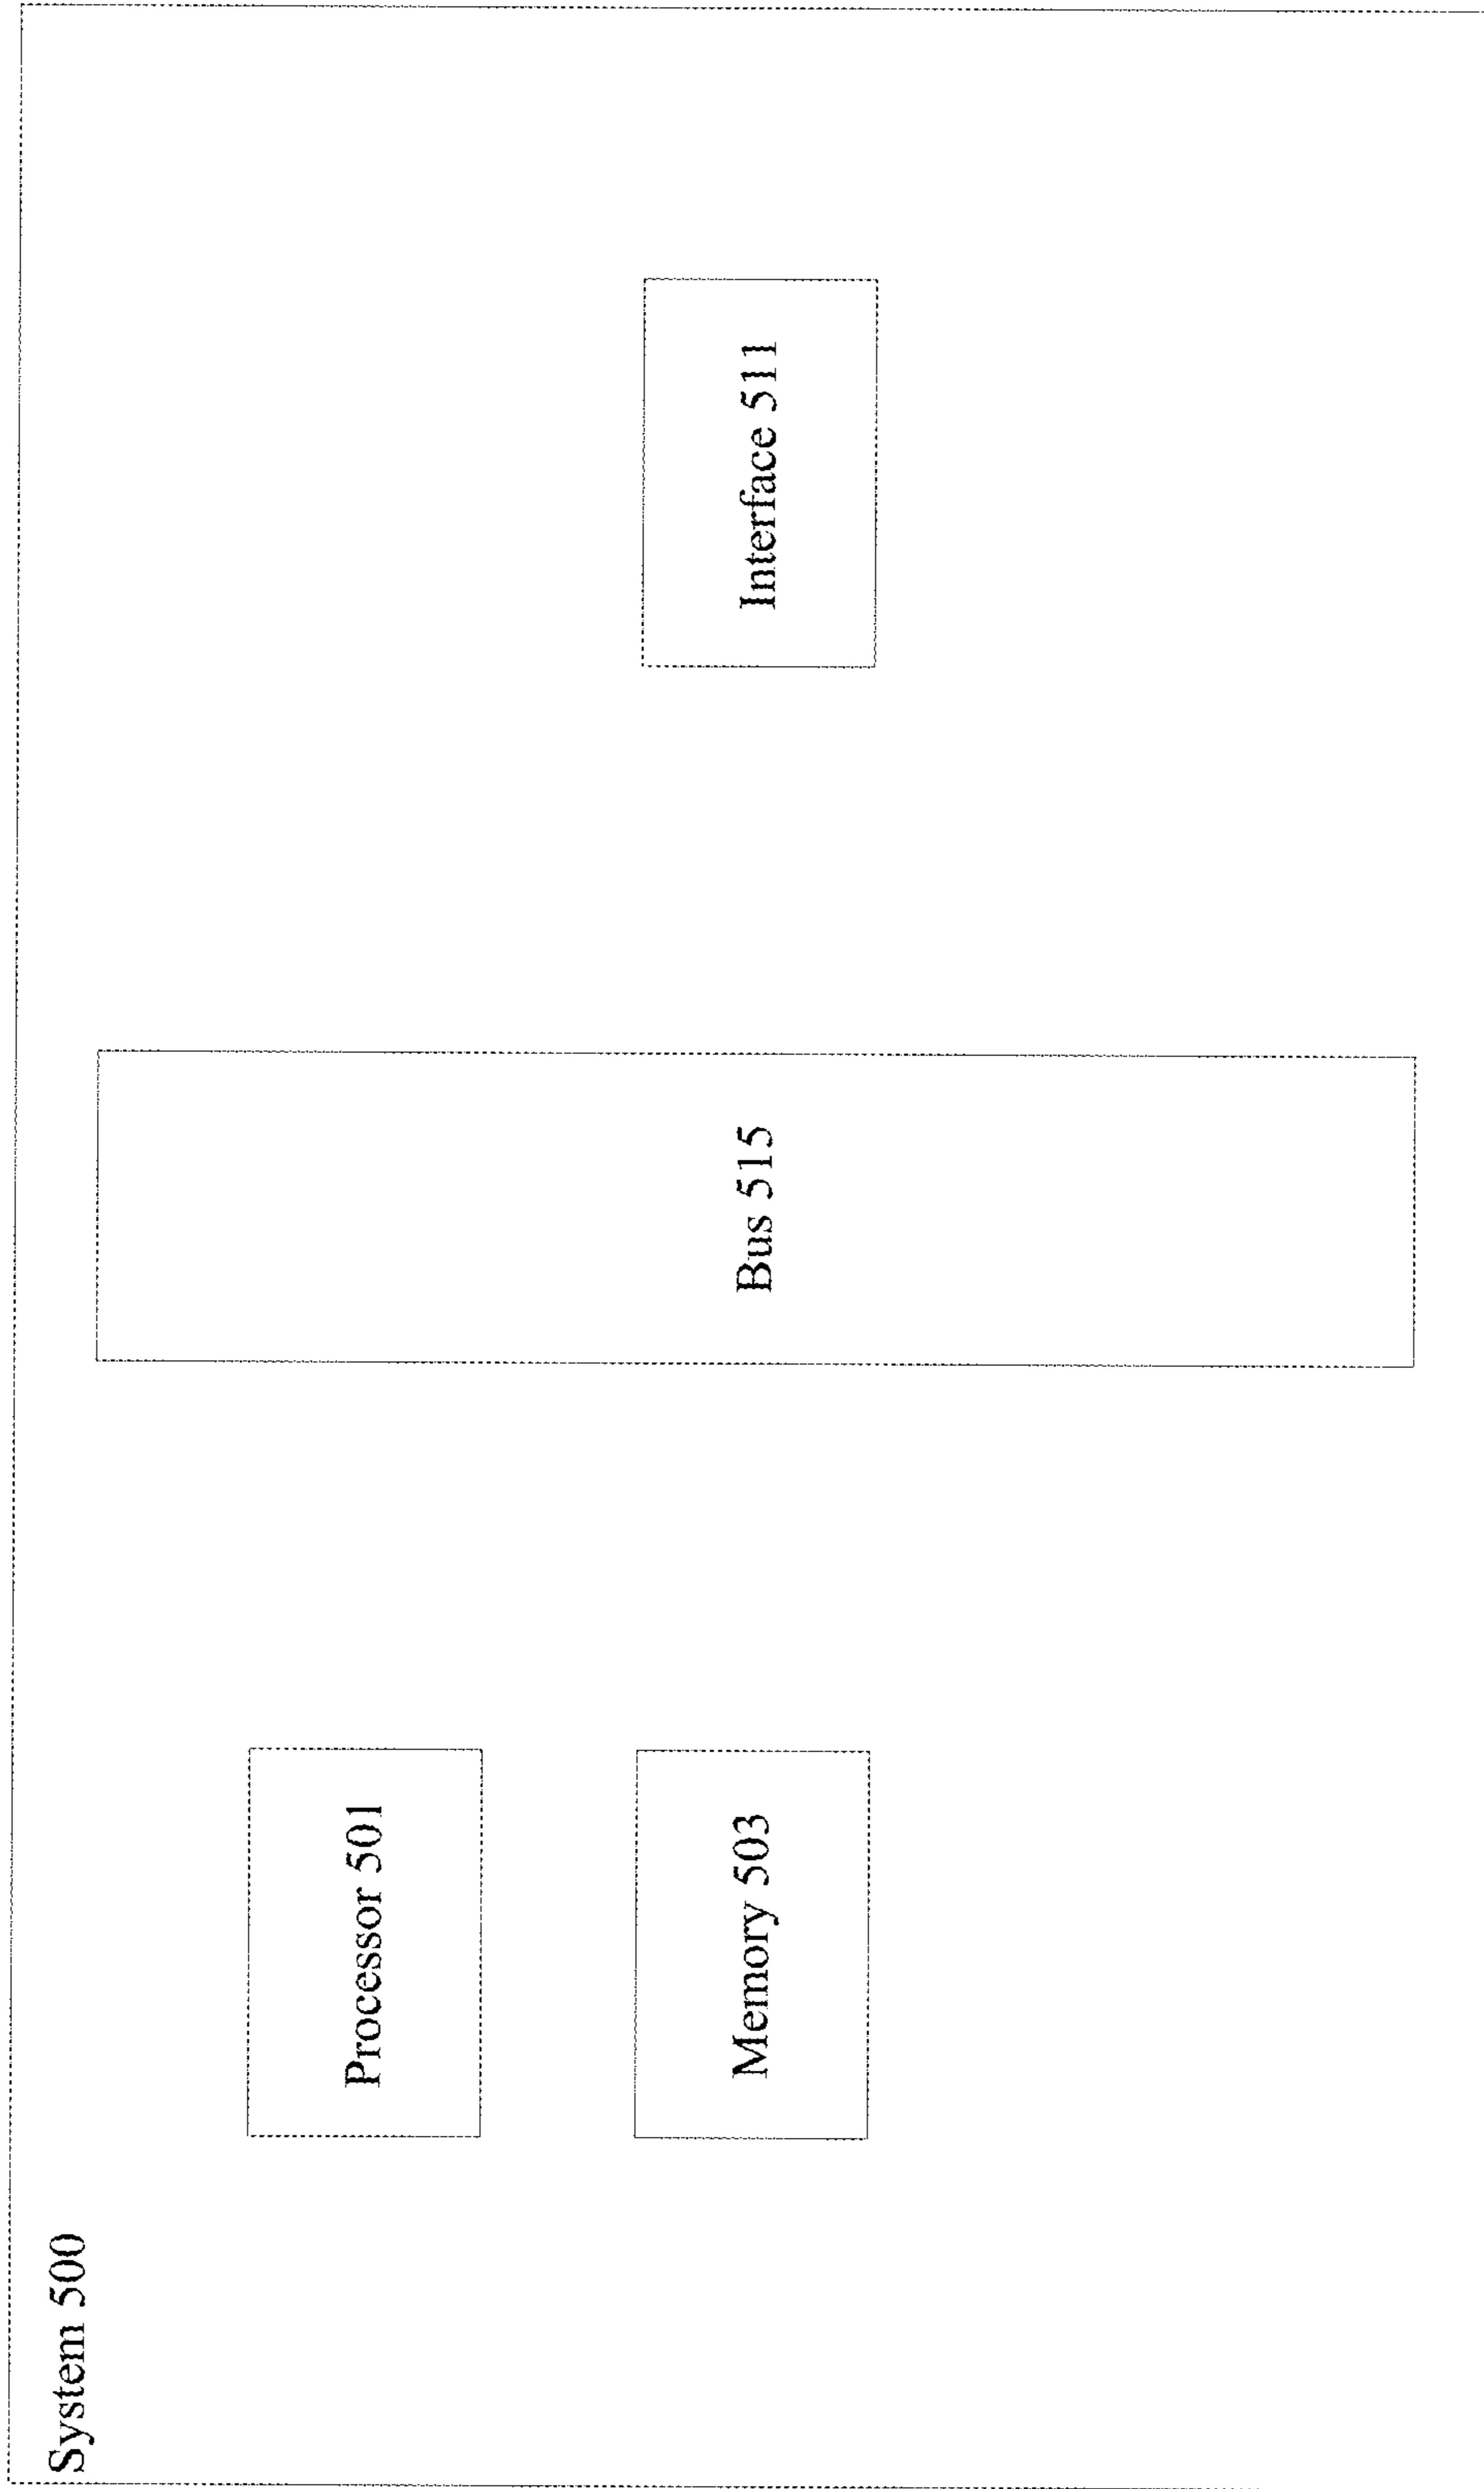 System 500
Processor 501
Memory 503
Bus 515
Interface 511